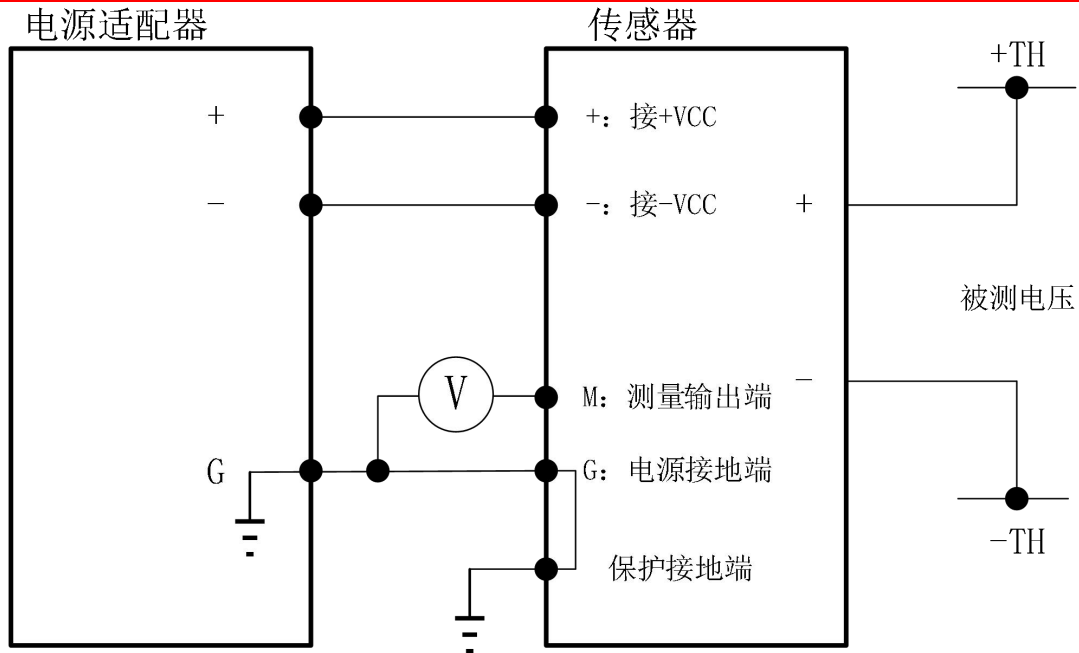 电源适配器
传感器
+TH
+
+: 接+VCC
−
-: 接-VCC
+
被测电压
V
M: 测量输出端
−
G
G: 电源接地端
-TH
保护接地端